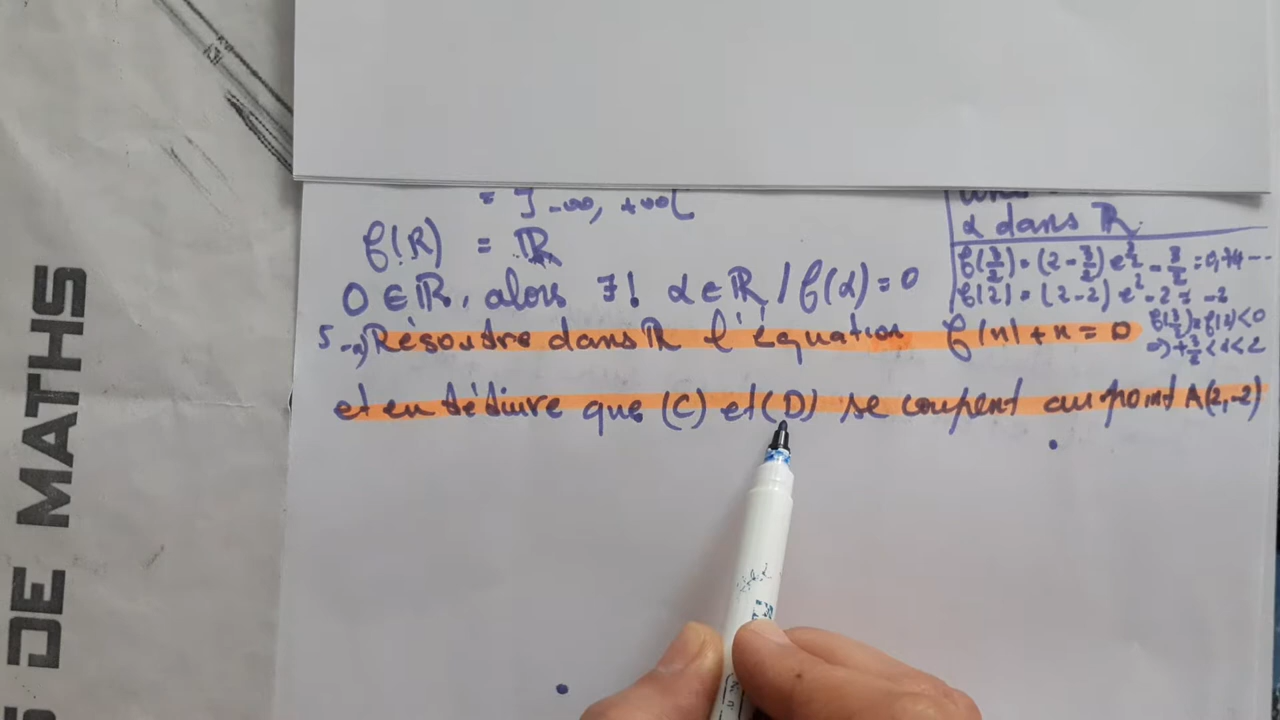 = ]-∞, +∞[
f(R) = R
0 ∈ R, alors ∃! α ∈ R / f(α) = 0
α dans R
f(3/2) = (2 - 3/2) e^3/2 - 3/2 = 0,74...
f(2) = (2-2) e^2 - 2 = -2
f(3/2) × f(2) < 0
⇒ 3/2 < α < 2
5-a) Résoudre dans R l'équation f(x) + x = 0
et en déduire que (C) et (D) se coupent au point A(2,-2)
DE MATHS